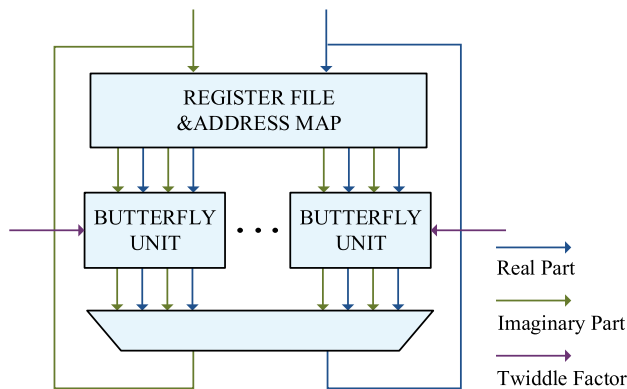 REGISTER FILE
&ADDRESS MAP
BUTTERFLY
UNIT
BUTTERFLY
UNIT
Real Part
Imaginary Part
Twiddle Factor